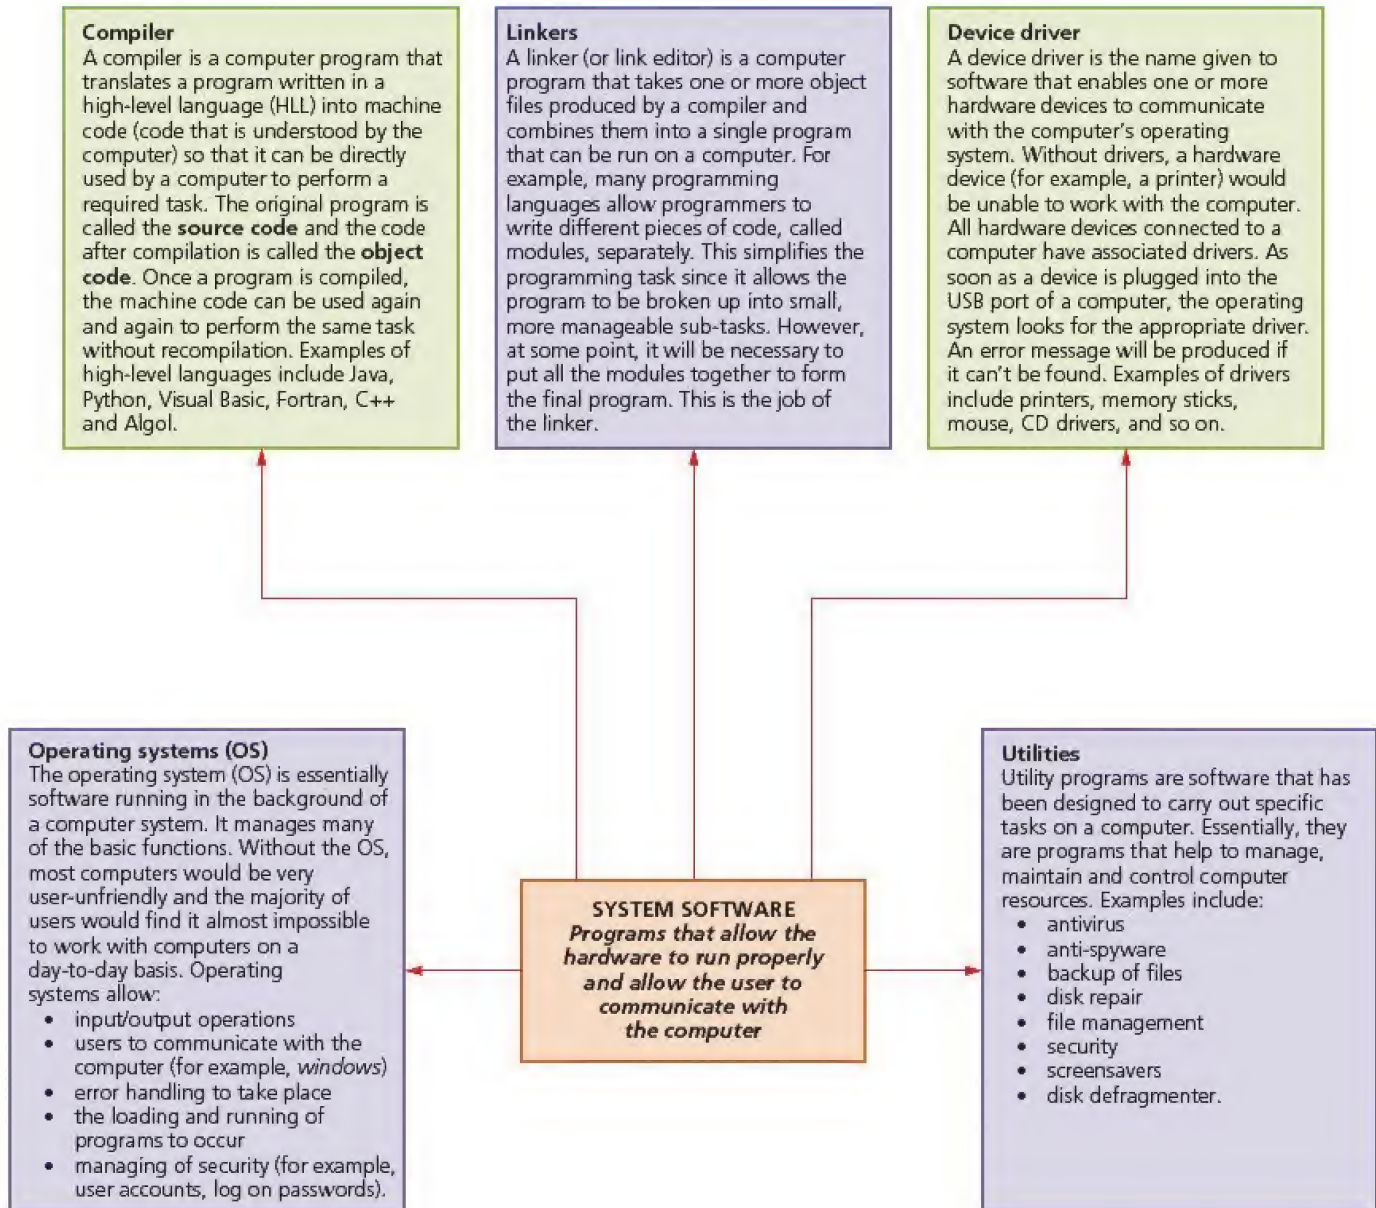 Compiler
A compiler is a computer program that
translates a program written in a
high-level language (HLL) into machine
code (code that is understood by the
computer) so that it can be directly
used by a computer to perform a
required task. The original program is
called the source code and the code
after compilation is called the object
code. Once a program is compiled,
the machine code can be used again
and again to perform the same task
without recompilation. Examples of
high-level languages include Java,
Python, Visual Basic, Fortran, C++
and Algol.
Linkers
A linker (or link editor) is a computer
program that takes one or more object
files produced by a compiler and
combines them into a single program
that can be run on a computer. For
example, many programming
languages allow programmers to
write different pieces of code, called
modules, separately. This simplifies the
programming task since it allows the
program to be broken up into small,
more manageable sub-tasks. However,
at some point, it will be necessary to
put all the modules together to form
the final program. This is the job of
the linker.
Device driver
A device driver is the name given to
software that enables one or more
hardware devices to communicate
with the computer's operating
system. Without drivers, a hardware
device (for example, a printer) would
be unable to work with the computer.
All hardware devices connected to a
computer have associated drivers. As
soon as a device is plugged into the
USB port of a computer, the operating
system looks for the appropriate driver.
An error message will be produced if
it can't be found. Examples of drivers
include printers, memory sticks,
mouse, CD drivers, and so on.
Operating systems (OS)
The operating system (OS) is essentially
software running in the background of
a computer system. It manages many
of the basic functions. Without the OS,
most computers would be very
user-unfriendly and the majority of
users would find it almost impossible
to work with computers on a
day-to-day basis. Operating
systems allow:
• input/output operations
• users to communicate with the
computer (for example, windows)
• error handling to take place
• the loading and running of
programs to occur
• managing of security (for example,
user accounts, log on passwords).
SYSTEM SOFTWARE
Programs that allow the
hardware to run properly
and allow the user to
communicate with
the computer
Utilities
Utility programs are software that has
been designed to carry out specific
tasks on a computer. Essentially, they
are programs that help to manage,
maintain and control computer
resources. Examples include:
• antivirus
• anti-spyware
• backup of files
• disk repair
• file management
• security
• screensavers
• disk defragmenter.